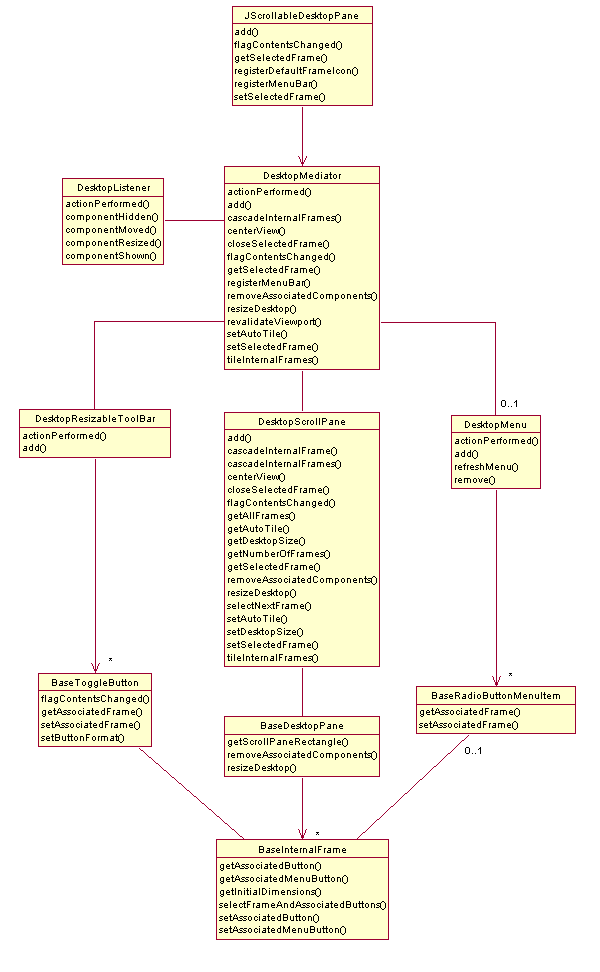 JScrollableDesktopPane
add()
flagContentsChanged()
getSelectedFrame()
registerDefaultFrameIcon()
registerMenuBar()
setSelectedFrame()
DesktopMediator
actionPerformed()
add()
cascadeInternalFrames()
centerView()
closeSelectedFrame()
flagContentsChanged()
getSelectedFrame()
registerMenuBar()
removeAssociatedComponents()
resizeDesktop()
revalidateViewport()
setAutoTile()
setSelectedFrame()
tileInternalFrames()
DesktopListener
actionPerformed()
componentHidden()
componentMoved()
componentResized()
componentShown()
DesktopResizableToolBar
actionPerformed()
add()
DesktopScrollPane
add()
cascadeInternalFrame()
cascadeInternalFrames()
centerView()
closeSelectedFrame()
flagContentsChanged()
getAllFrames()
getAutoTile()
getDesktopSize()
getNumberOfFrames()
getSelectedFrame()
removeAssociatedComponents()
resizeDesktop()
selectNextFrame()
setAutoTile()
setDesktopSize()
setSelectedFrame()
tileInternalFrames()
0..1
DesktopMenu
actionPerformed()
add()
refreshMenu()
remove()
*
BaseToggleButton
flagContentsChanged()
getAssociatedFrame()
setAssociatedFrame()
setButtonFormat()
BaseDesktopPane
getScrollPaneRectangle()
removeAssociatedComponents()
resizeDesktop()
*
BaseRadioButtonMenuItem
getAssociatedFrame()
setAssociatedFrame()
0..1
*
BaseInternalFrame
getAssociatedButton()
getAssociatedMenuButton()
getInitialDimensions()
selectFrameAndAssociatedButtons()
setAssociatedButton()
setAssociatedMenuButton()